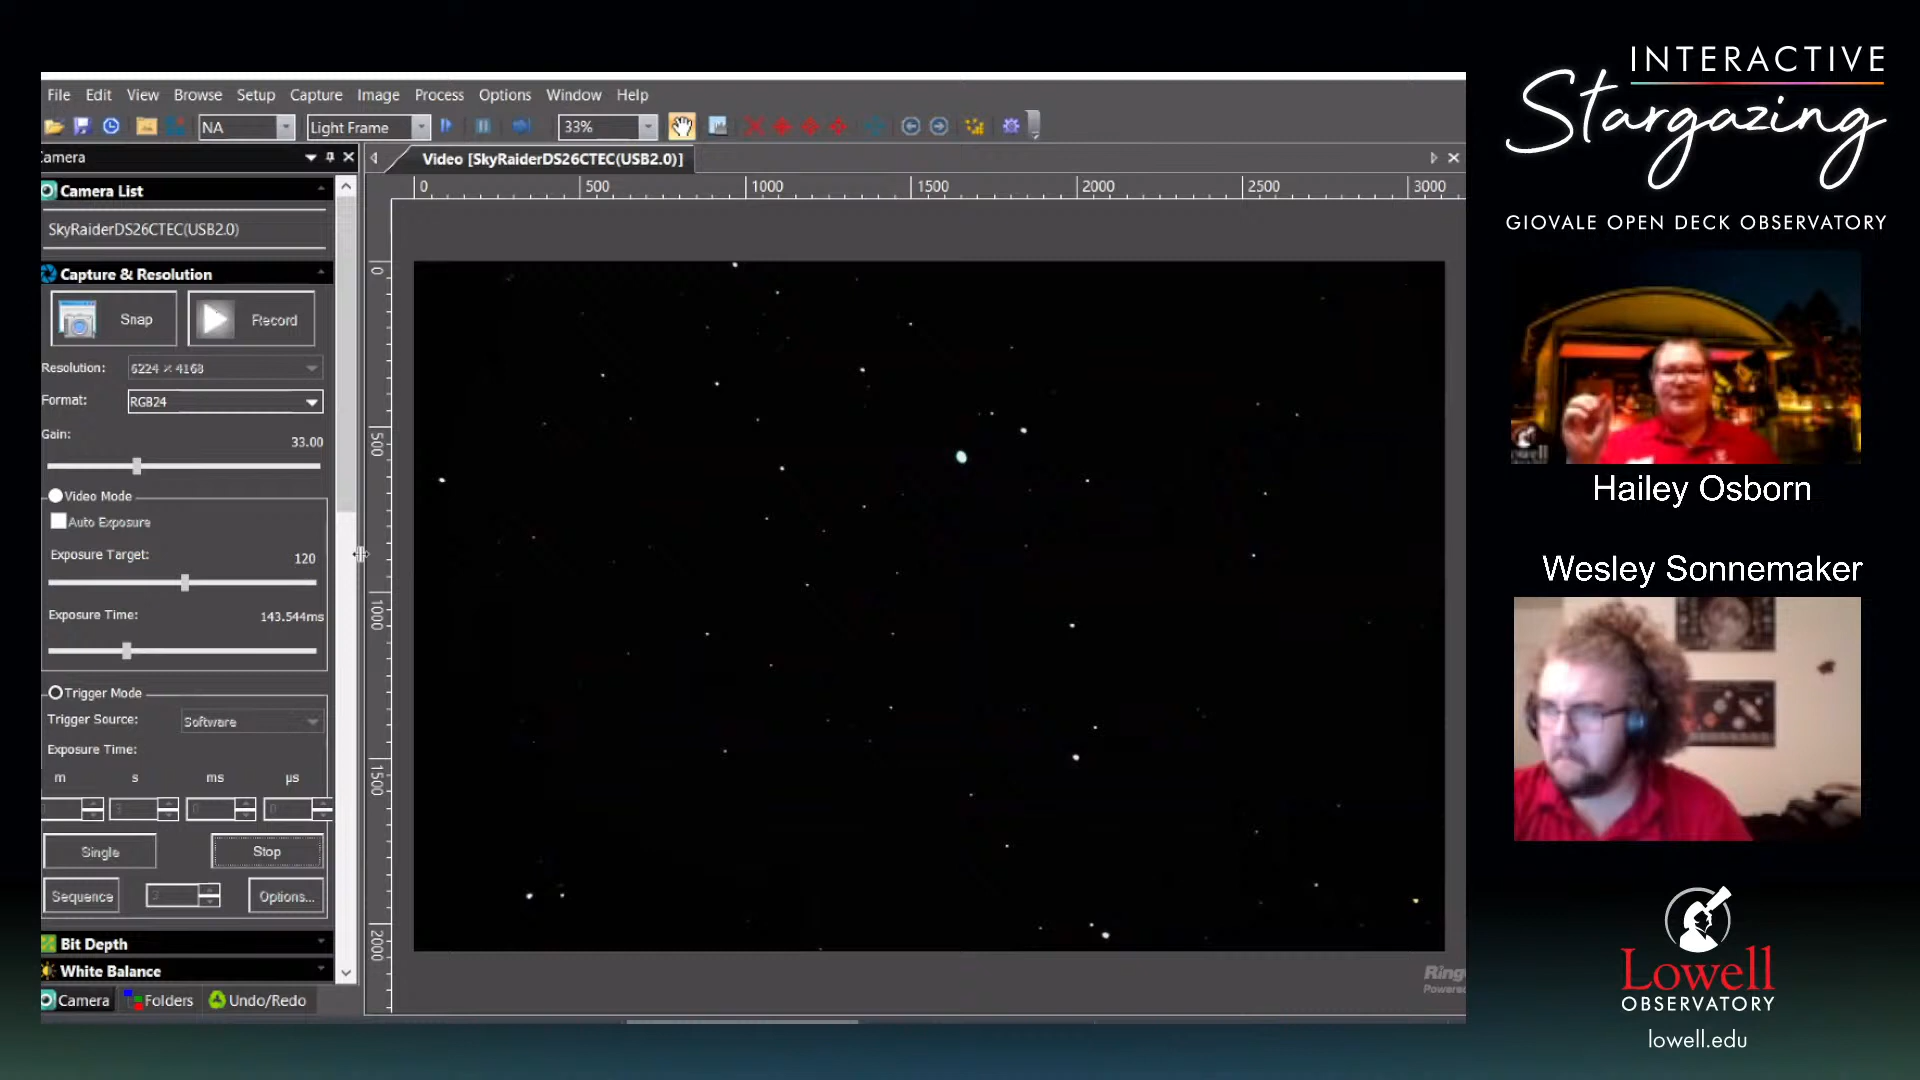 INTERACTIVE
Stargazing
GIOVALE OPEN DECK OBSERVATORY
File Edit View Browse Setup Capture Image Process Options Window Help
NA Light Frame 33%
amera
Video [SkyRaiderDS26CTEC(USB2.0)]
Camera List
SkyRaiderDS26CTEC(USB2.0)
0 500 1000 1500 2000 2500 3000
0
500
1000
1500
2000
Capture & Resolution
Snap Record
Resolution: 6224 × 4168
Format: RGB24
Gain: 33.00
Video Mode
Auto Exposure
Exposure Target: 120
Exposure Time: 143.544ms
Trigger Mode
Trigger Source: Software
Exposure Time:
m s ms µs
Single Stop
Sequence 3 Options...
Bit Depth
White Balance
Camera Folders Undo/Redo
Ring
Powered
Lowell
Hailey Osborn
Wesley Sonnemaker
Lowell
OBSERVATORY
lowell.edu